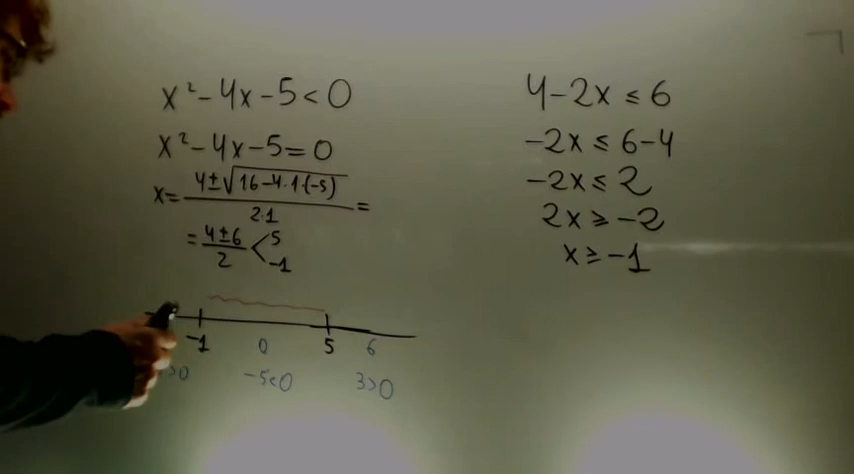 x² - 4x - 5 < 0
x² - 4x - 5 = 0
x = (4 ± √(16 - 4·1·(-5))) / (2·1) =
= (4 ± 6) / 2 < 5
-1
-1 0 5 6
>0 -5<0 3>0
4 - 2x ≤ 6
-2x ≤ 6 - 4
-2x ≤ 2
2x ≥ -2
x ≥ -1